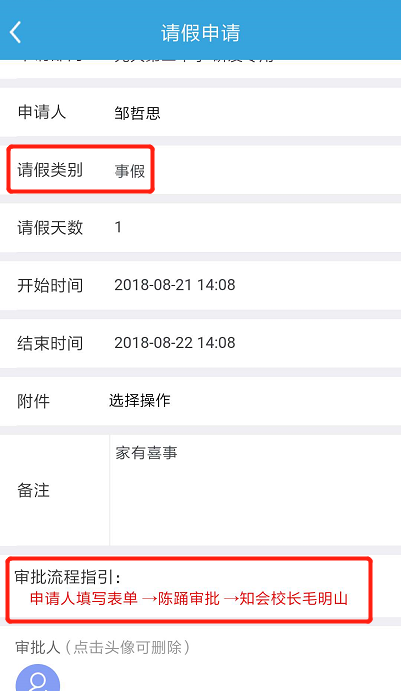 请假申请
申请人 邹哲思
请假类别 事假
请假天数 1
开始时间 2018-08-21 14:08
结束时间 2018-08-22 14:08
附件 选择操作
备注 家有喜事
审批流程指引：
申请人填写表单→陈踊审批→知会校长毛明山
审批人（点击头像可删除）